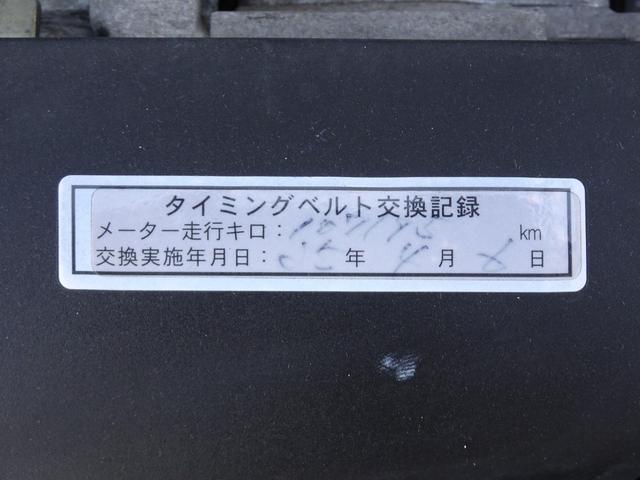 タイミングベルト交換記録
メーター走行キロ: km
交換実施年月日: 年 月 日